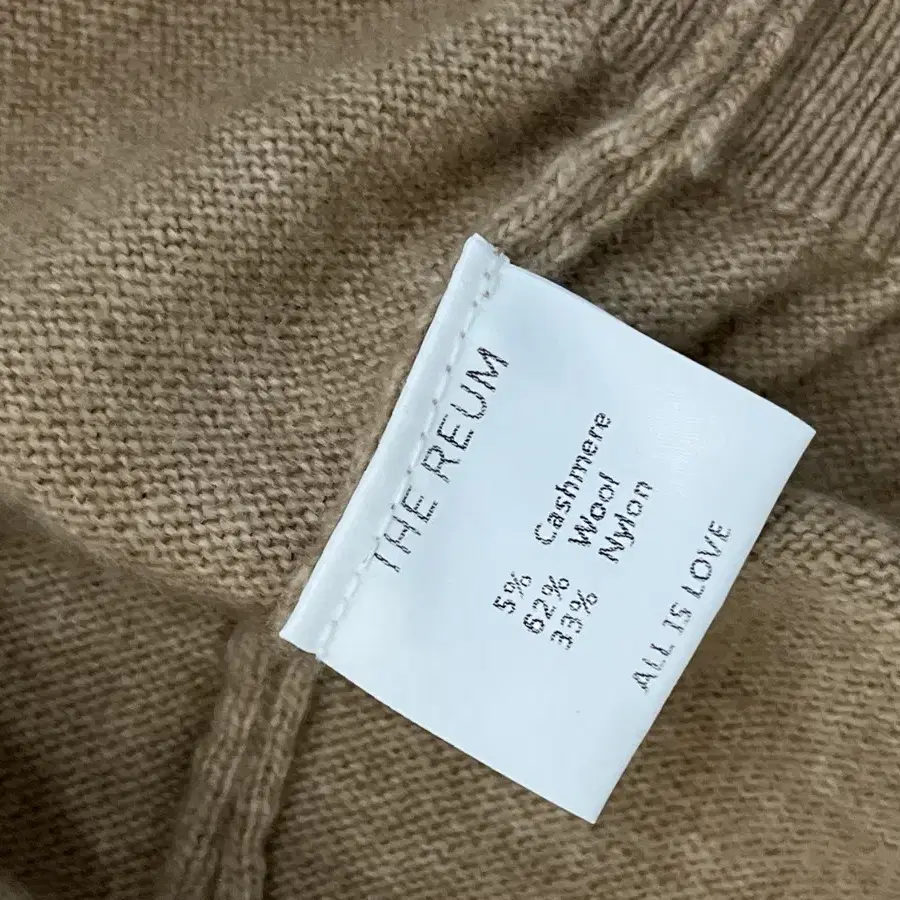 THE REUM
5% Cashmere
62% Wool
33% Nylon
ALL IS LOVE